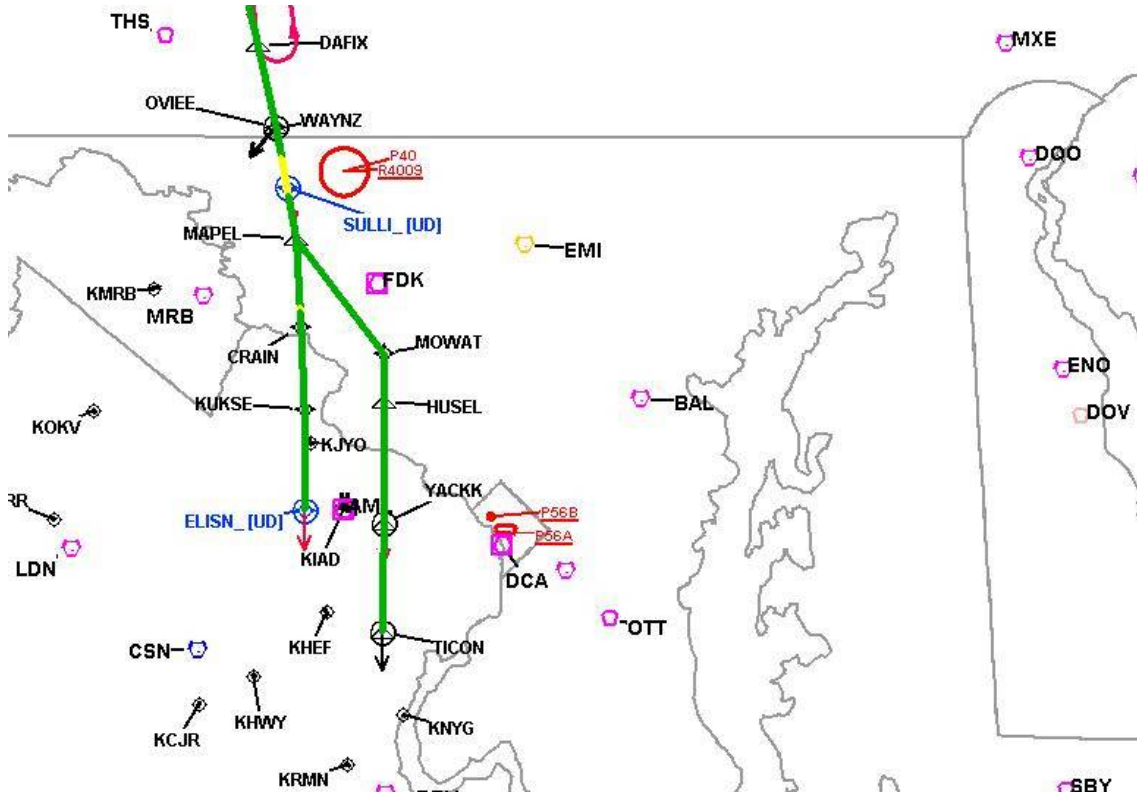 THS
DAFIX
MXE
OVIEE
WAYNZ
P40
R4009
DQO
SULLI_ [UD]
MAPEL
EMI
FDK
KMRB
MRB
CRAIN
MOWAT
ENO
KUKSE
HUSEL
BAL
DOV
KOKV
KJYO
YACKK
AM
ELISN_ [UD]
P56B
P56A
KIAD
LDN
DCA
KHEF
OTT
CSN
TICON
KHWY
KNYG
KCJR
KRMN
SBY